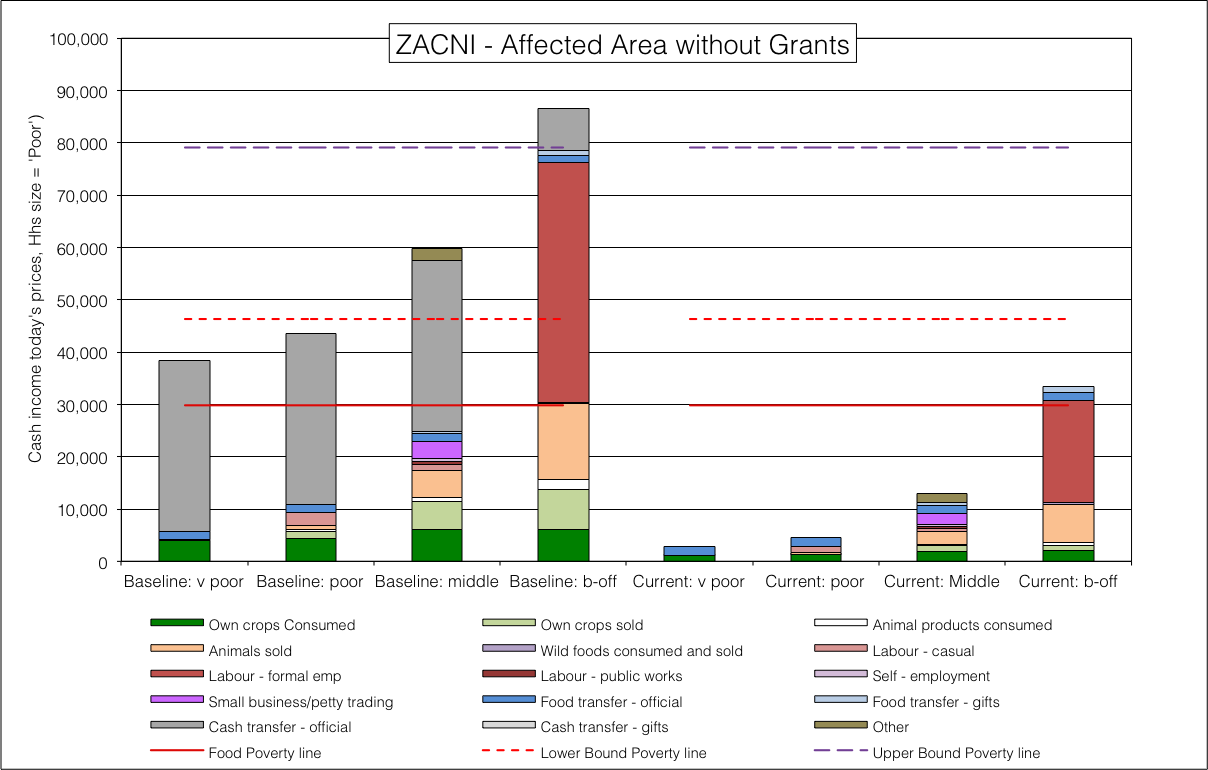 ZACNI - Affected Area without Grants
Cash income today's prices, Hhs size = 'Poor')
100,000
90,000
80,000
70,000
60,000
50,000
40,000
30,000
20,000
10,000
0
Baseline: v poor Baseline: poor Baseline: middle Baseline: b-off Current: v poor Current: poor Current: Middle Current: b-off
Own crops Consumed Own crops sold Animal products consumed
Animals sold Wild foods consumed and sold Labour - casual
Labour - formal emp Labour - public works Self - employment
Small business/petty trading Food transfer - official Food transfer - gifts
Cash transfer - official Cash transfer - gifts Other
Food Poverty line Lower Bound Poverty line Upper Bound Poverty line